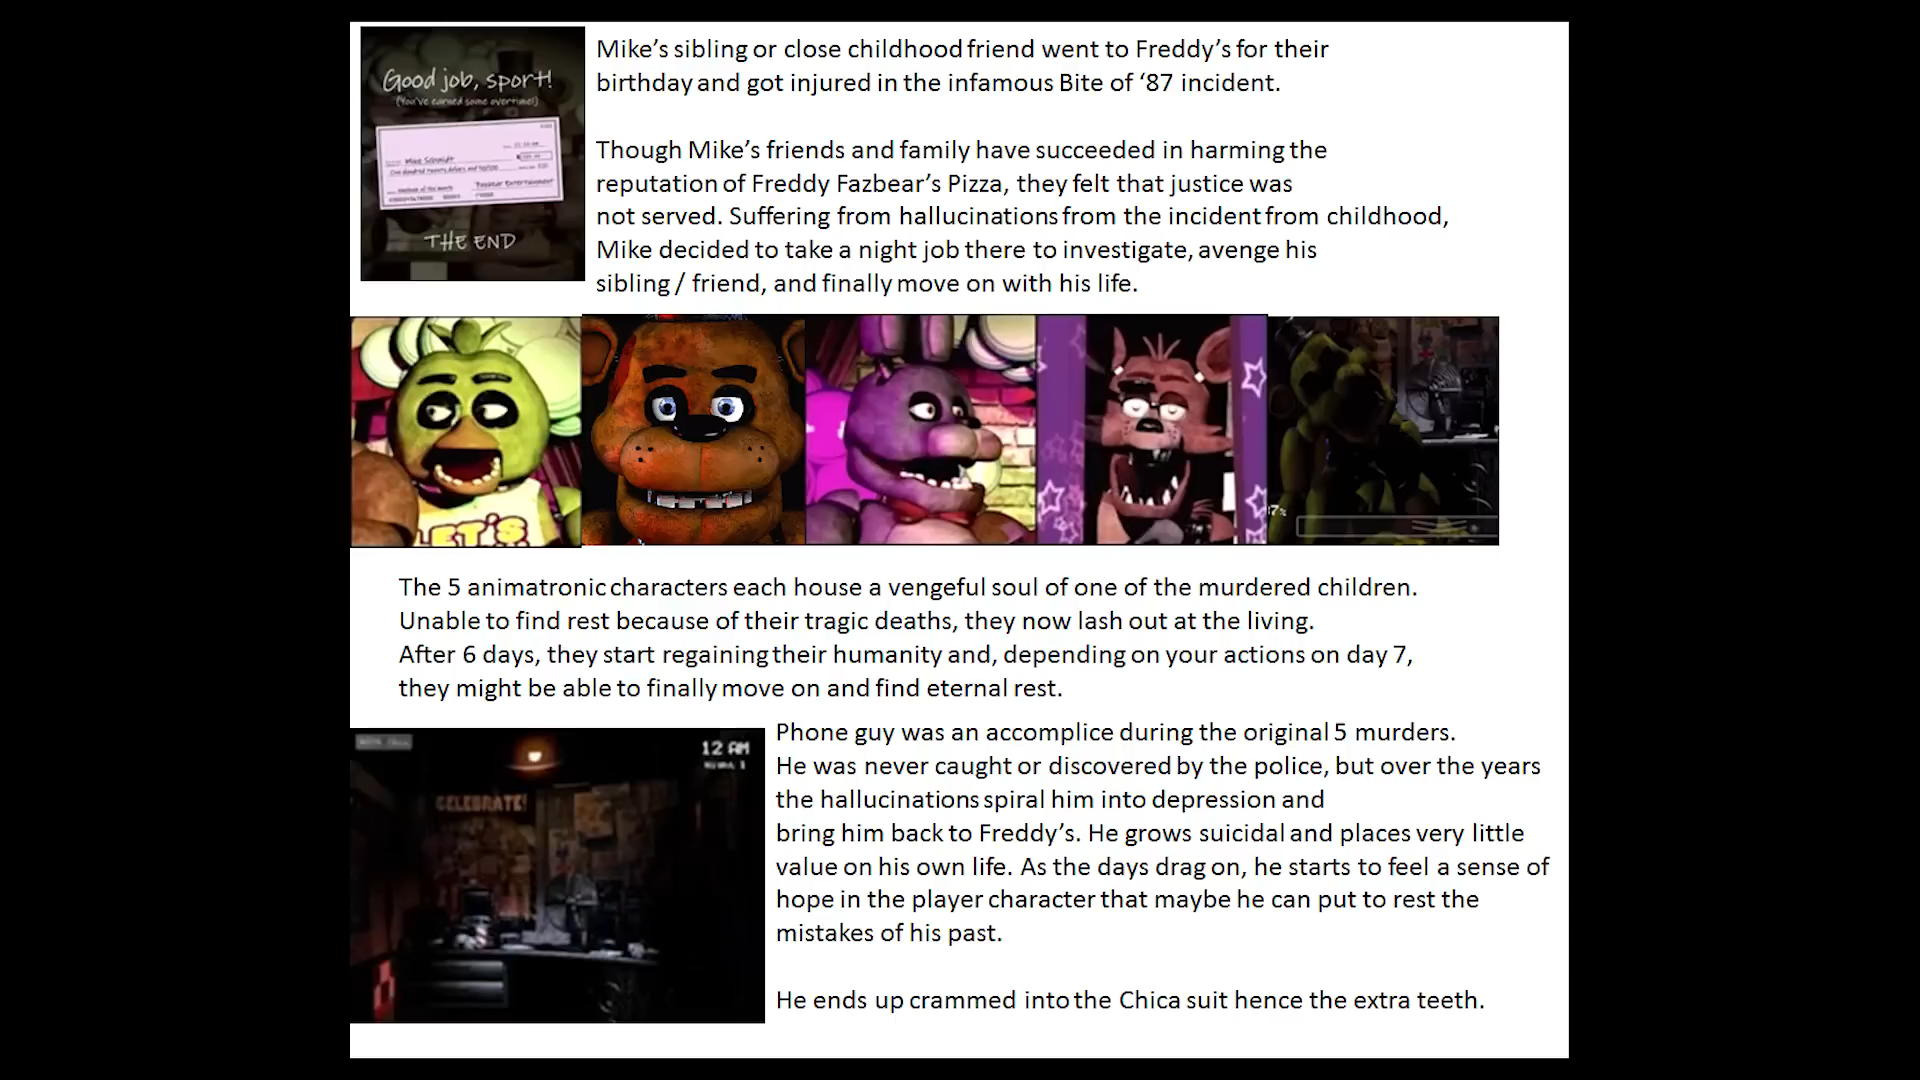 Good job, sport!
(You've earned some overtime!)
Mike Schmidt
THE END
Mike's sibling or close childhood friend went to Freddy's for their
birthday and got injured in the infamous Bite of ‘87 incident.
Though Mike's friends and family have succeeded in harming the
reputation of Freddy Fazbear's Pizza, they felt that justice was
not served. Suffering from hallucinations from the incident from childhood,
Mike decided to take a night job there to investigate, avenge his
sibling / friend, and finally move on with his life.
LET'S
The 5 animatronic characters each house a vengeful soul of one of the murdered children.
Unable to find rest because of their tragic deaths, they now lash out at the living.
After 6 days, they start regaining their humanity and, depending on your actions on day 7,
they might be able to finally move on and find eternal rest.
12 AM
CELEBRATE!
Phone guy was an accomplice during the original 5 murders.
He was never caught or discovered by the police, but over the years
the hallucinations spiral him into depression and
bring him back to Freddy's. He grows suicidal and places very little
value on his own life. As the days drag on, he starts to feel a sense of
hope in the player character that maybe he can put to rest the
mistakes of his past.
He ends up crammed into the Chica suit hence the extra teeth.